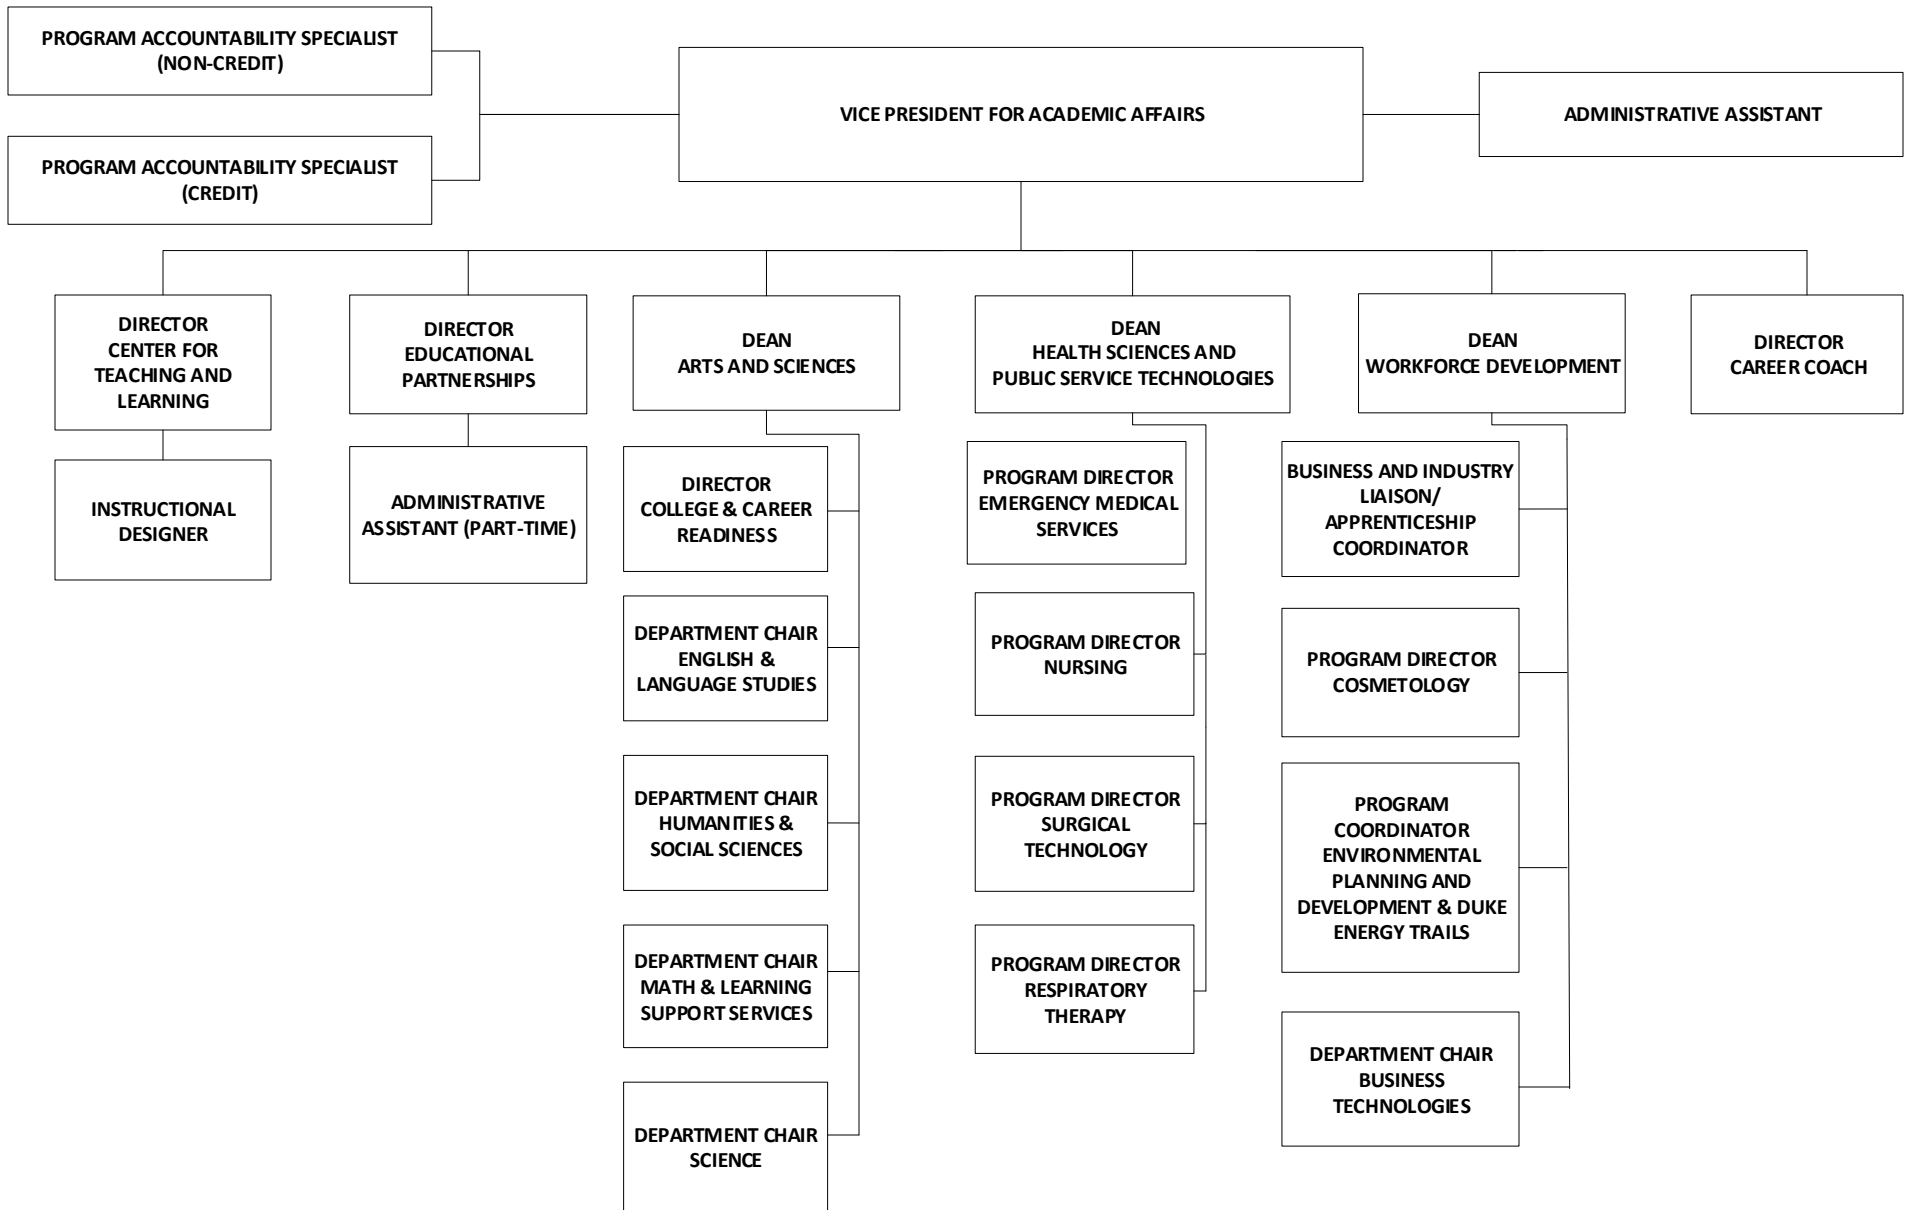 PROGRAM ACCOUNTABILITY SPECIALIST
(NON-CREDIT)
VICE PRESIDENT FOR ACADEMIC AFFAIRS
ADMINISTRATIVE ASSISTANT
PROGRAM ACCOUNTABILITY SPECIALIST
(CREDIT)
DIRECTOR
CENTER FOR
TEACHING AND
LEARNING
DIRECTOR
EDUCATIONAL
PARTNERSHIPS
DEAN
ARTS AND SCIENCES
DEAN
HEALTH SCIENCES AND
PUBLIC SERVICE TECHNOLOGIES
DEAN
WORKFORCE DEVELOPMENT
DIRECTOR
CAREER COACH
INSTRUCTIONAL
DESIGNER
ADMINISTRATIVE
ASSISTANT (PART-TIME)
DIRECTOR
COLLEGE & CAREER
READINESS
DEPARTMENT CHAIR
ENGLISH &
LANGUAGE STUDIES
DEPARTMENT CHAIR
HUMANITIES &
SOCIAL SCIENCES
DEPARTMENT CHAIR
MATH & LEARNING
SUPPORT SERVICES
DEPARTMENT CHAIR
SCIENCE
PROGRAM DIRECTOR
EMERGENCY MEDICAL
SERVICES
PROGRAM DIRECTOR
NURSING
PROGRAM DIRECTOR
SURGICAL
TECHNOLOGY
PROGRAM DIRECTOR
RESPIRATORY
THERAPY
BUSINESS AND INDUSTRY
LIAISON/
APPRENTICESHIP
COORDINATOR
PROGRAM DIRECTOR
COSMETOLOGY
PROGRAM
COORDINATOR
ENVIRONMENTAL
PLANNING AND
DEVELOPMENT & DUKE
ENERGY TRAILS
DEPARTMENT CHAIR
BUSINESS
TECHNOLOGIES